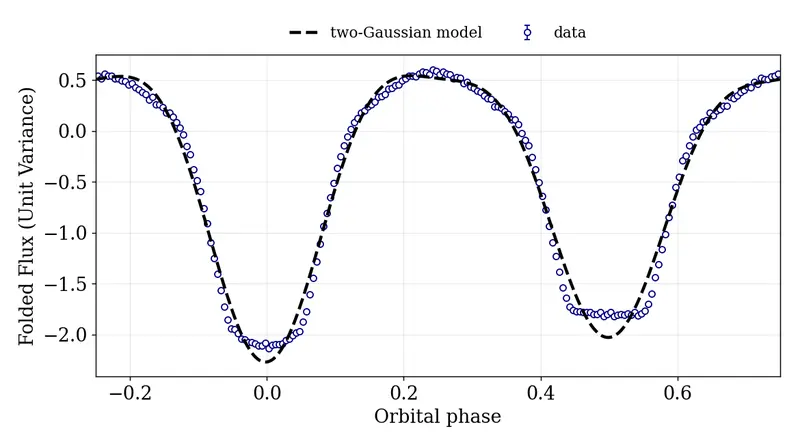 two-Gaussian model data
Folded Flux (Unit Variance)
0.5
0.0
−0.5
−1.0
−1.5
−2.0
−0.2 0.0 0.2 0.4 0.6
Orbital phase